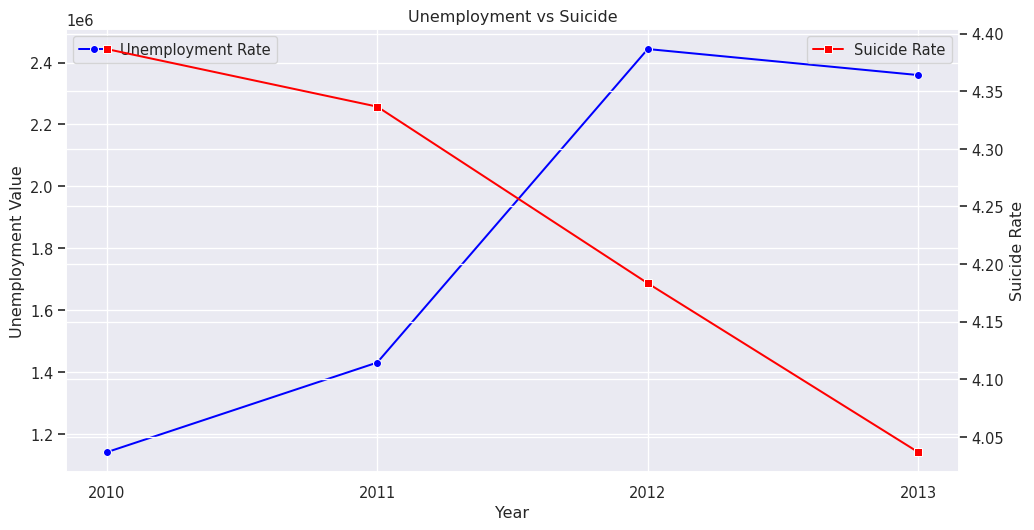 Unemployment vs Suicide
1e6
Unemployment Rate
Suicide Rate
2.4
2.2
2.0
1.8
1.6
1.4
1.2
Unemployment Value
4.40
4.35
4.30
4.25
4.20
4.15
4.10
4.05
Suicide Rate
2010
2011
2012
2013
Year